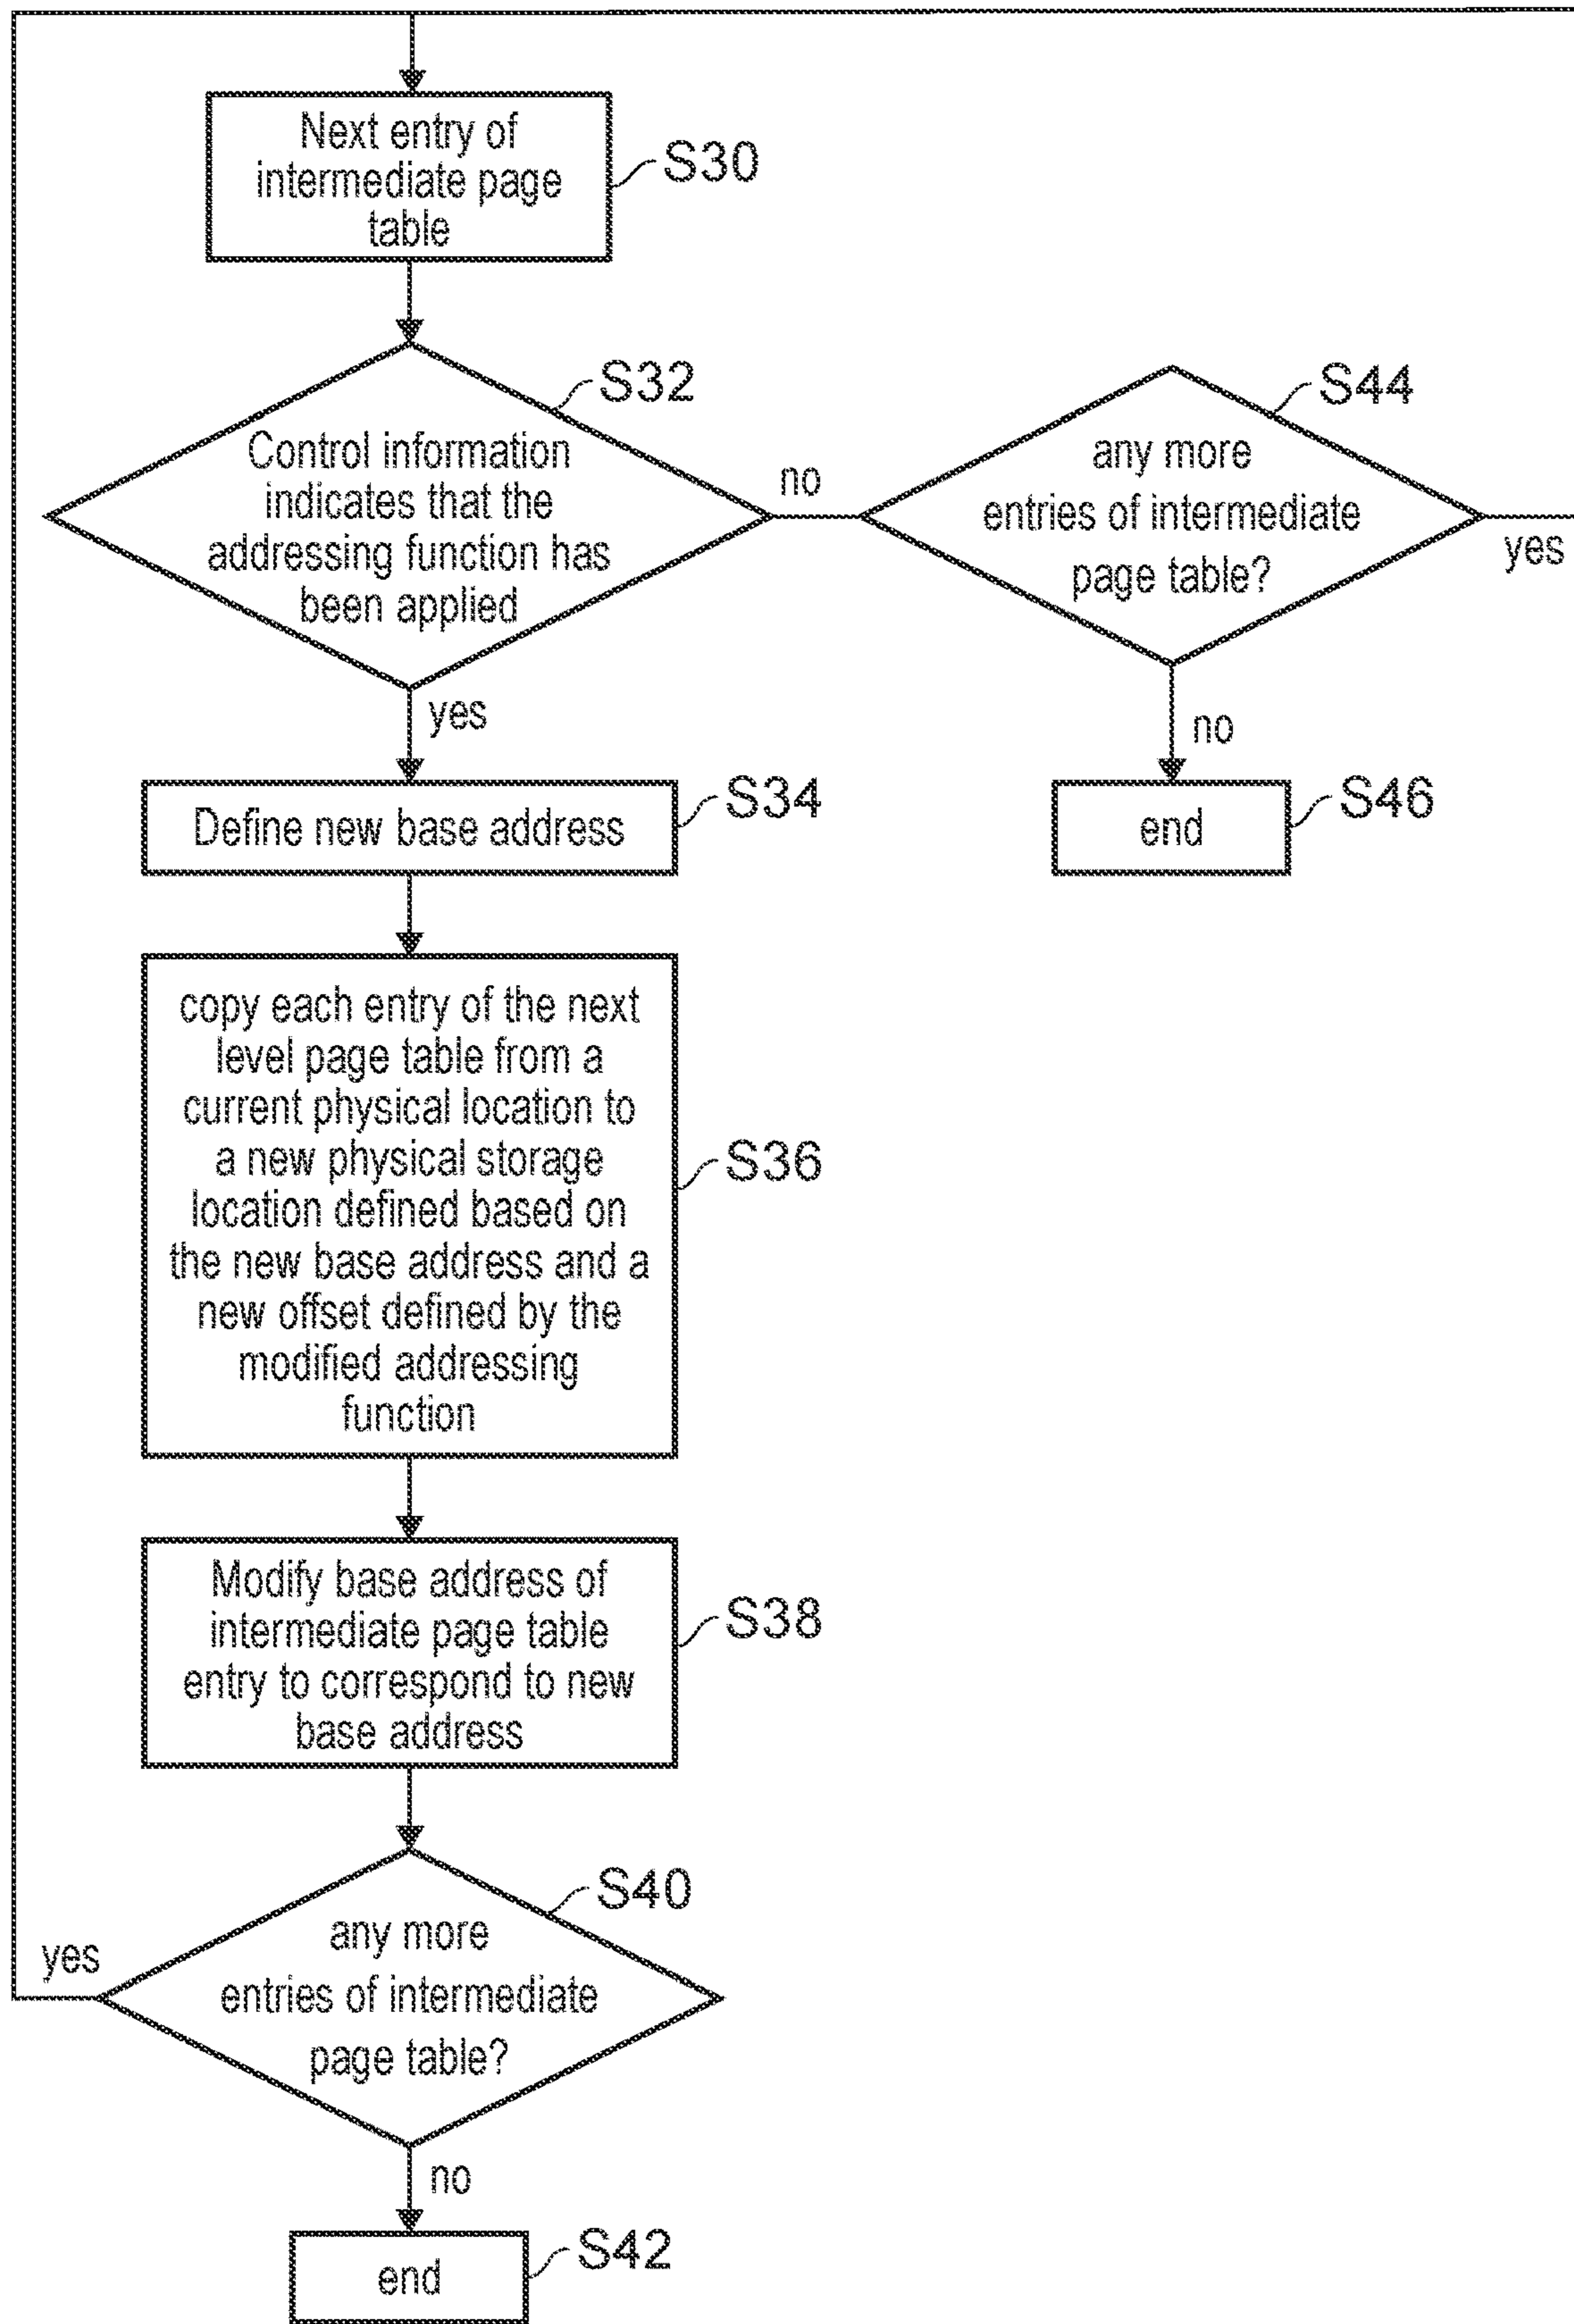 Next entry of
intermediate page
table
S30
S32
Control information
indicates that the
addressing function has
been applied
no
yes
S44
any more
entries of intermediate
page table?
yes
no
S34
Define new base address
S46
end
copy each entry of the next
level page table from a
current physical location to
a new physical storage
location defined based on
the new base address and a
new offset defined by the
modified addressing
function
S36
Modify base address of
intermediate page table
entry to correspond to new
base address
S38
S40
any more
entries of intermediate
page table?
yes
no
end
S42